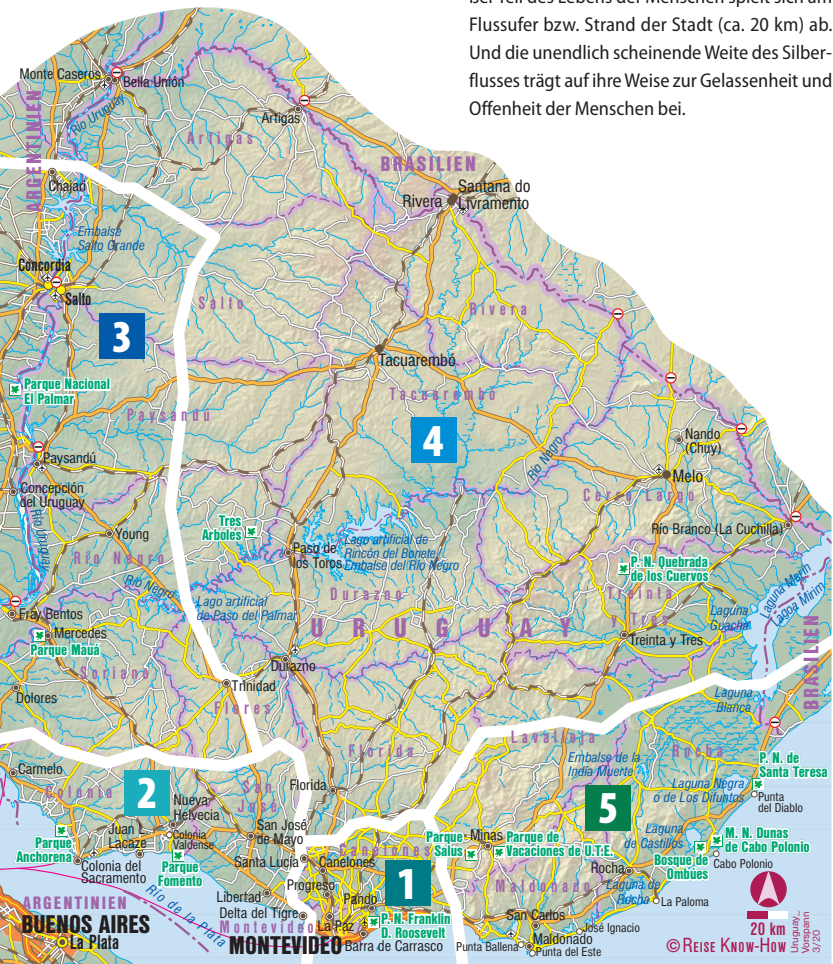 ber Teil des Lebens der Menschen spielt sich am
Flussufer bzw. Strand der Stadt (ca. 20 km) ab.
Und die unendlich scheinende Weite des Silber-
flusses trägt auf ihre Weise zur Gelassenheit und
Offenheit der Menschen bei.
Monte Caseros
Bella Unión
Río Uruguay
ARGENTINIEN
Artigas
Artigas
BRASILIEN
Santana do
Livramento
Rivera
Chajarí
Embalse
Salto Grande
Concordia
Salto
Salto
Rivera
3
Tacuarembó
Parque Nacional
El Palmar
Tacuarembó
Paysandú
4
Nando
(Chuy)
Paysandú
Río Negro
Melo
Concepción
del Uruguay
Cerro Largo
Río Uruguay
Tres
Arboles
Río Branco (La Cuchilla)
Young
Paso de
los Toros
Lago artificial de
Rincón del Bonete/
Embalse del Río Negro
Río Negro
P. N. Quebrada
de los Cuervos
Río Negro
Laguna Merín
Lagoa Mirim
Durazno
Treinta
y Tres
Lago artificial
de Paso del Palmar
Laguna
Guacha
Fray Bentos
Mercedes
URUGUAY
Treinta y Tres
Parque Mauá
BRASILIEN
Soriano
Durazno
Dolores
Trinidad
Flores
Laguna
Blanca
Florida
Lavalleja
Rocha
Embalse de la
India Muerte
P. N. de
Santa Teresa
Carmelo
Colonia
2
San
José
Florida
Laguna Negra
o de Los Difuntos
Punta
del Diablo
Nueva
Helvecia
5
Juan L.
Lacaze
Colonia
Valdense
San José
de Mayo
Laguna
de Castillos
M. N. Dunas
de Cabo Polonio
Parque
Anchorena
Canelones
Parque
Salus
Minas
Parque de
Vacaciones de U.T.E.
Bosque de
Ombúes
Cabo Polonio
Santa Lucía
Canelones
Colonia del
Sacramento
Parque
Fomento
1
Rocha
Progreso
Maldonado
Laguna de
Rocha
La Paloma
Libertad
Pando
ARGENTINIEN
Río de la Plata
Delta del Tigre
P. N. Franklin
D. Roosevelt
San Carlos
BUENOS AIRES
Montevideo
La Paz
José Ignacio
20 km
La Plata
MONTEVIDEO
Barra de Carrasco
Punta Ballena
Maldonado
Punta del Este
© REISE KNOW-HOW
Uruguay_
Vorspann
3/20